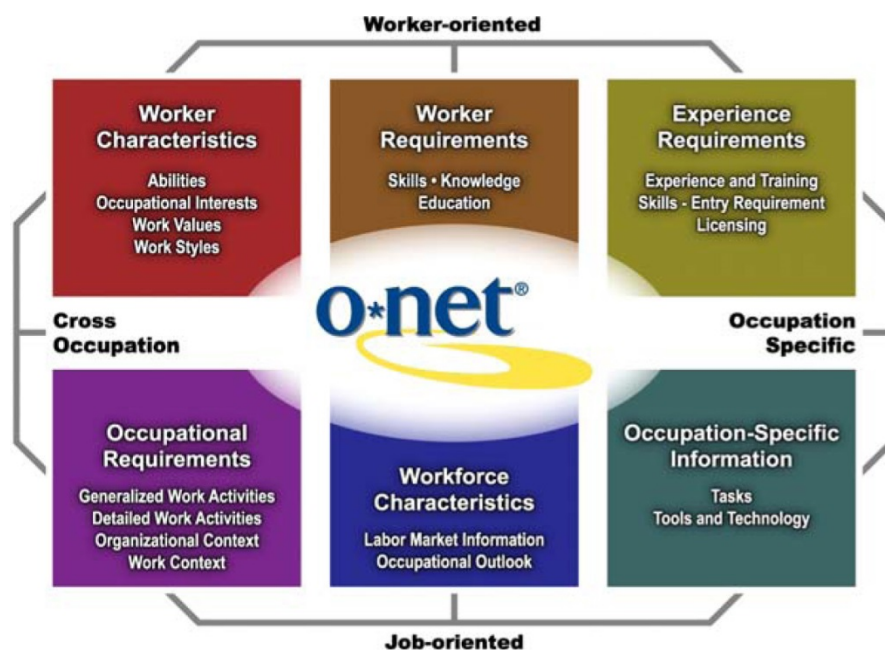 Worker-oriented
Worker
Characteristics
Abilities
Occupational Interests
Work Values
Work Styles
Worker
Requirements
Skills • Knowledge
Education
Experience
Requirements
Experience and Training
Skills - Entry Requirement
Licensing
Cross
Occupation
o*net®
Occupation
Specific
Occupational
Requirements
Generalized Work Activities
Detailed Work Activities
Organizational Context
Work Context
Workforce
Characteristics
Labor Market Information
Occupational Outlook
Occupation-Specific
Information
Tasks
Tools and Technology
Job-oriented